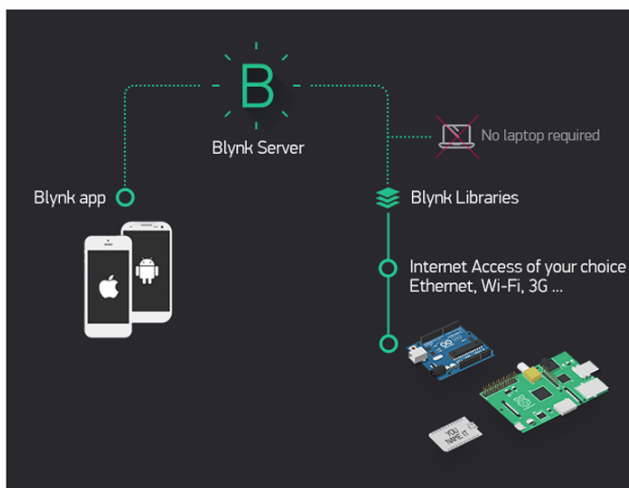 B
Blynk Server
No laptop required
Blynk app
Blynk Libraries
Internet Access of your choice
Ethernet, Wi-Fi, 3G ...
YOU
NAME IT